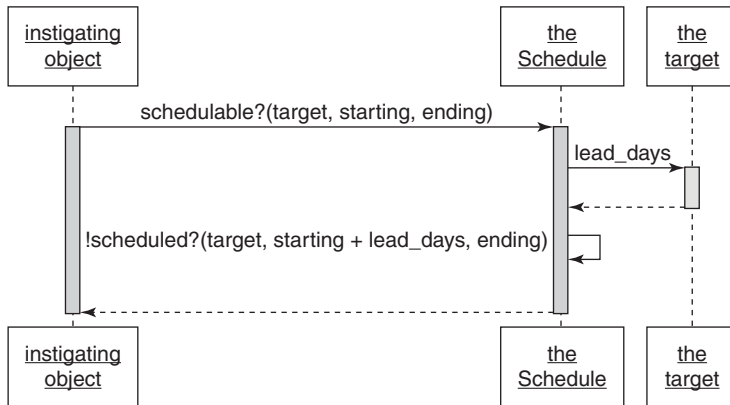 instigating
object
the
Schedule
the
target
schedulable?(target, starting, ending)
lead_days
!scheduled?(target, starting + lead_days, ending)
instigating
object
the
Schedule
the
target